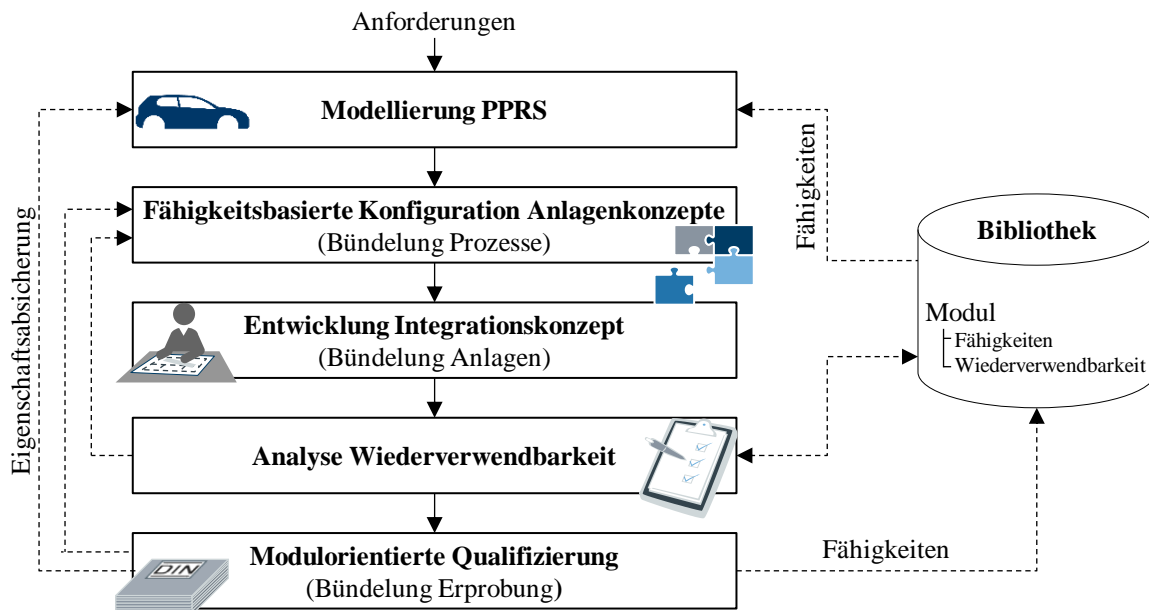 Anforderungen
Modellierung PPRS
Fähigkeitsbasierte Konfiguration Anlagenkonzepte
(Bündelung Prozesse)
Entwicklung Integrationskonzept
(Bündelung Anlagen)
Analyse Wiederverwendbarkeit
Modulorientierte Qualifizierung
(Bündelung Erprobung)
DIN
Eigenschaftsabsicherung
Fähigkeiten
Bibliothek
Modul
Fähigkeiten
Wiederverwendbarkeit
Fähigkeiten